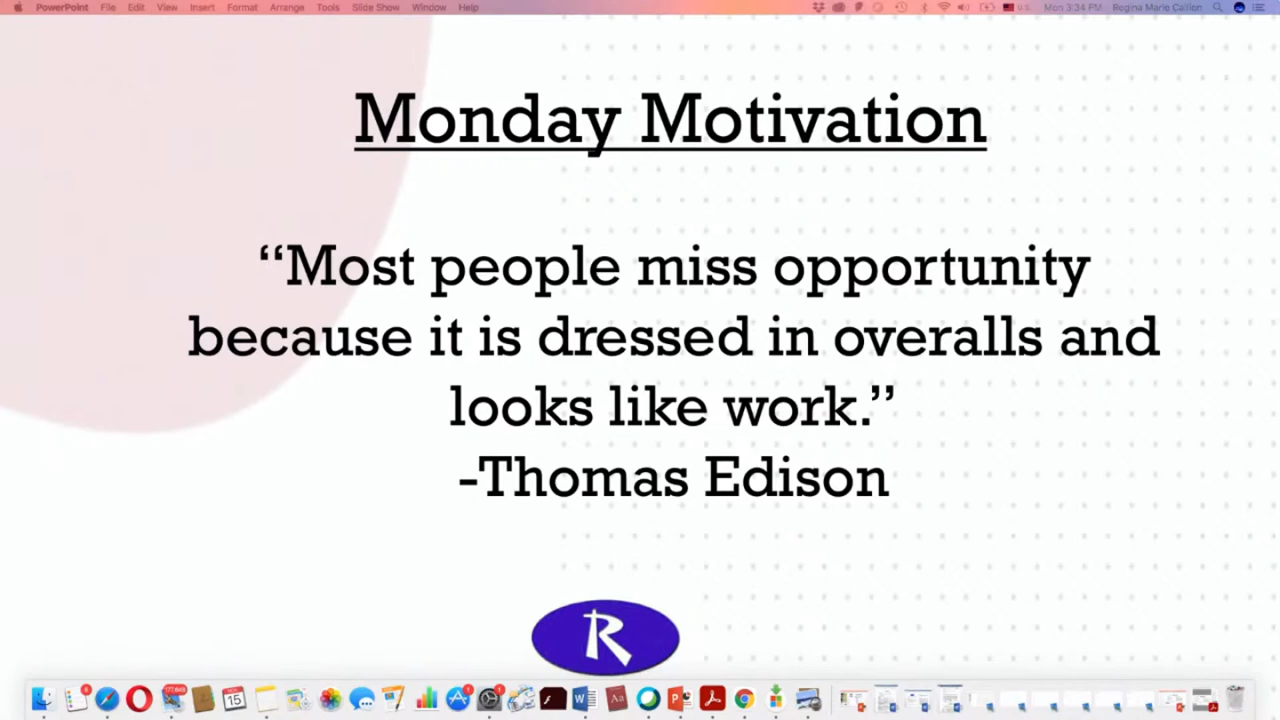 PowerPoint File Edit View Insert Format Arrange Tools Slide Show Window Help U.S. Mon 3:34 PM Regina Marie
Monday Motivation
“Most people miss opportunity
because it is dressed in overalls and
looks like work.”
-Thomas Edison
R
15